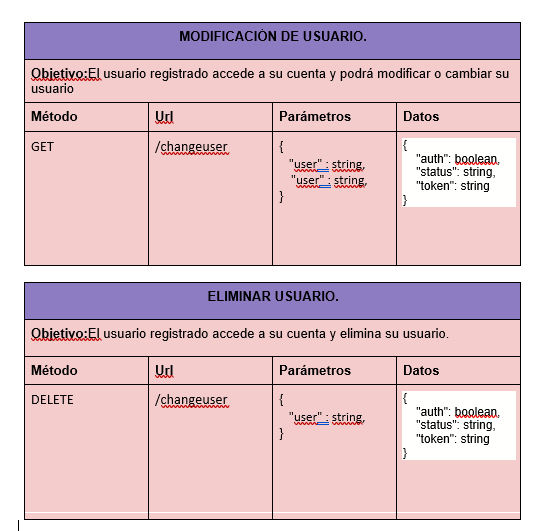 MODIFICACIÓN DE USUARIO.
Objetivo:El usuario registrado accede a su cuenta y podrá modificar o cambiar su
usuario
Método Url Parámetros Datos
GET /changeuser {
"user" : string,
"user" : string,
}
{
"auth": boolean,
"status": string,
"token": string
}
ELIMINAR USUARIO.
Objetivo:El usuario registrado accede a su cuenta y elimina su usuario.
Método Url Parámetros Datos
DELETE /changeuser {
"user" : string,
}
{
"auth": boolean,
"status": string,
"token": string
}